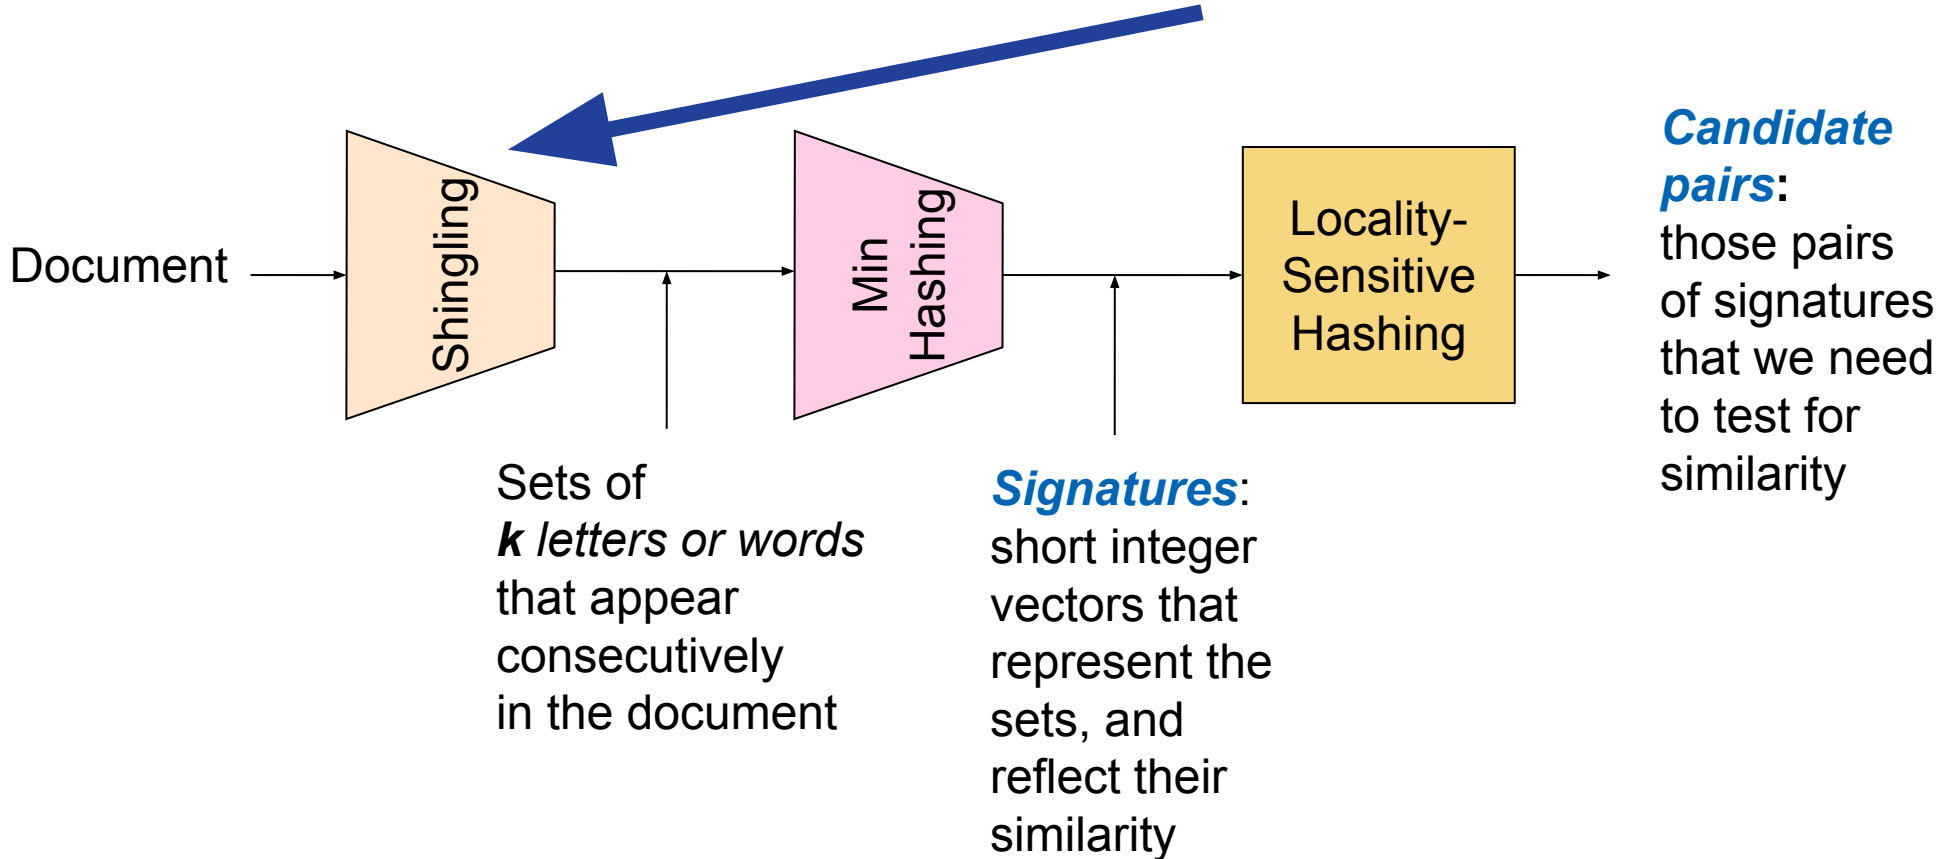 Document
Shingling
Min
Hashing
Locality-
Sensitive
Hashing
Candidate
pairs:
those pairs
of signatures
that we need
to test for
similarity
Sets of
k letters or words
that appear
consecutively
in the document
Signatures:
short integer
vectors that
represent the
sets, and
reflect their
similarity